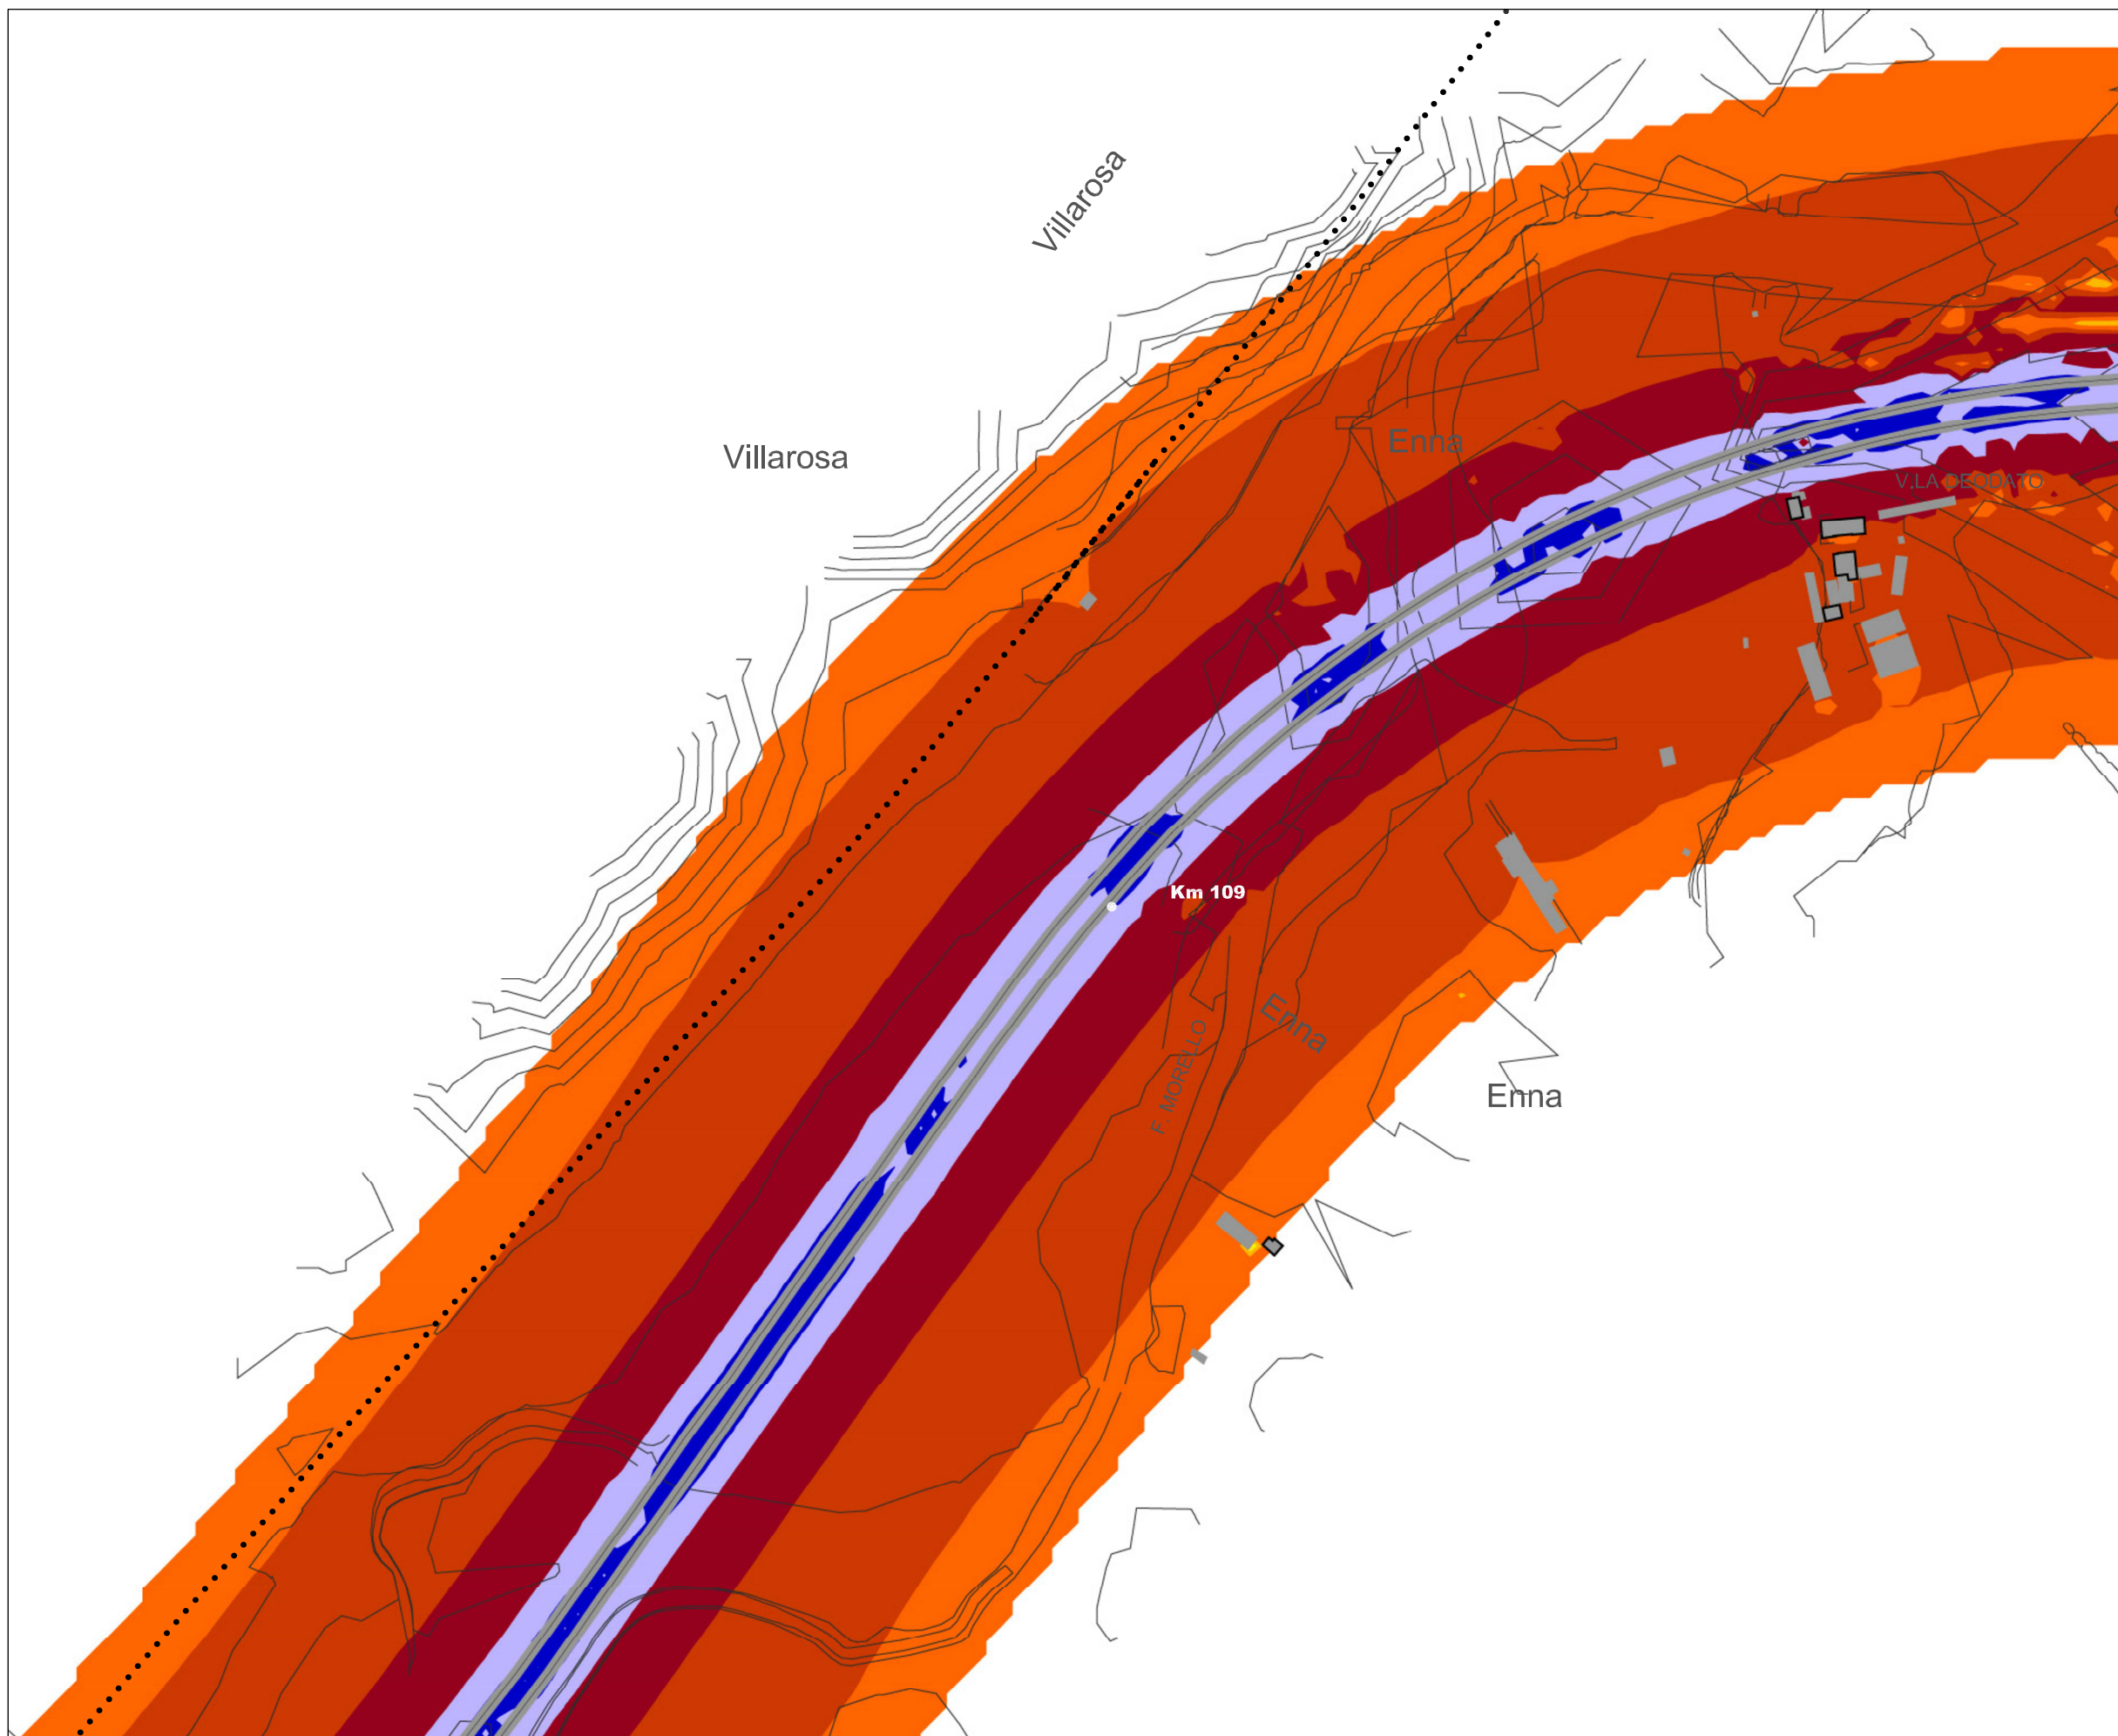 Villarosa
Villarosa
Enna
V.LA DEODATO
Km 109
Enna
F. MORELLO
Enna